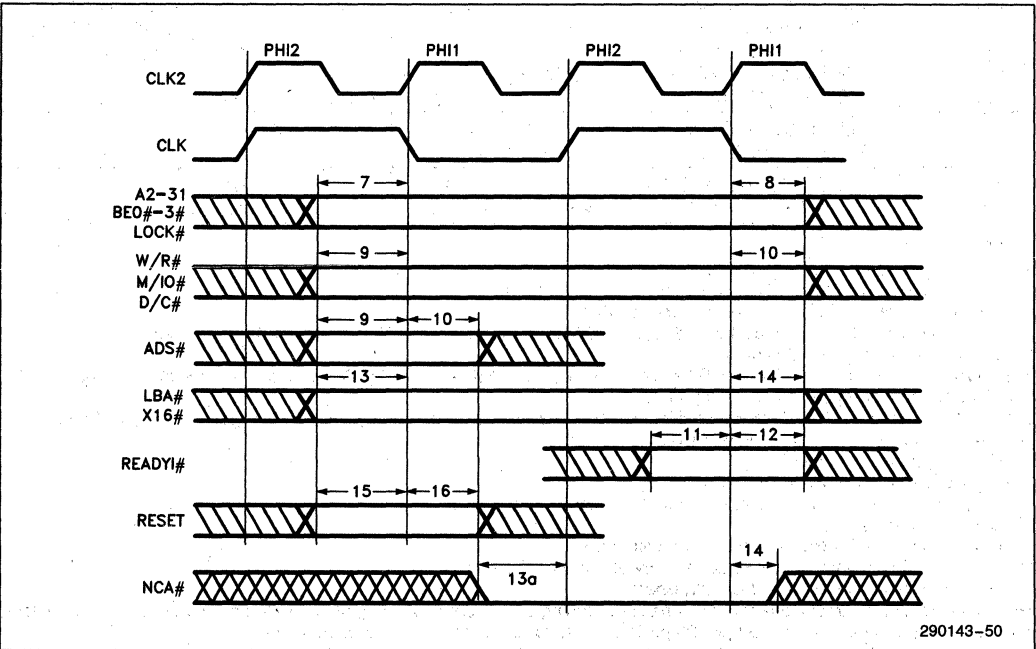 PHI2 PHI1 PHI2 PHI1
CLK2
CLK
7 8
A2-31
BE0#-3#
LOCK#
9 10
W/R#
M/IO#
D/C#
9 10
ADS#
13 14
LBA#
X16#
11 12
READYI#
15 16
RESET
14
13a
NCA#
290143-50